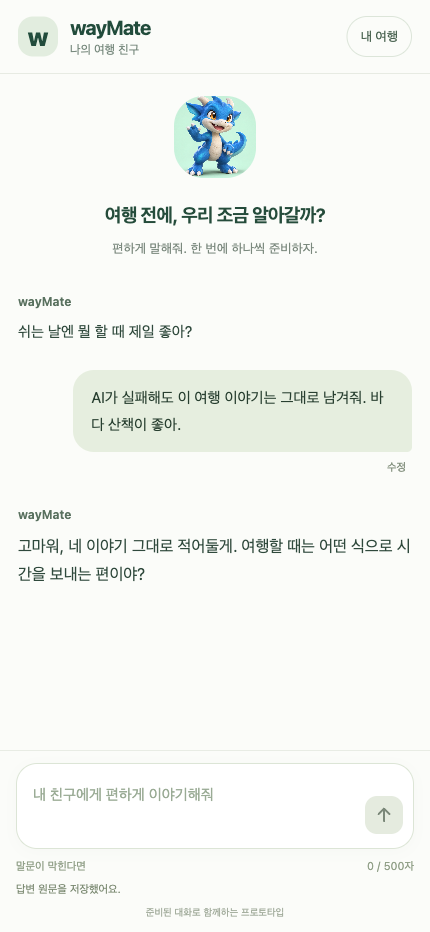 w
wayMate
나의 여행 친구
내 여행
여행 전에, 우리 조금 알아갈까?
편하게 말해줘. 한 번에 하나씩 준비하자.
wayMate
쉬는 날엔 뭘 할 때 제일 좋아?
AI가 실패해도 이 여행 이야기는 그대로 남겨줘. 바
다 산책이 좋아.
수정
wayMate
고마워, 네 이야기 그대로 적어둘게. 여행할 때는 어떤 식으로 시
간을 보내는 편이야?
내 친구에게 편하게 이야기해줘
말문이 막힌다면
0 / 500자
답변 원문을 저장했어요.
준비된 대화로 함께하는 프로토타입